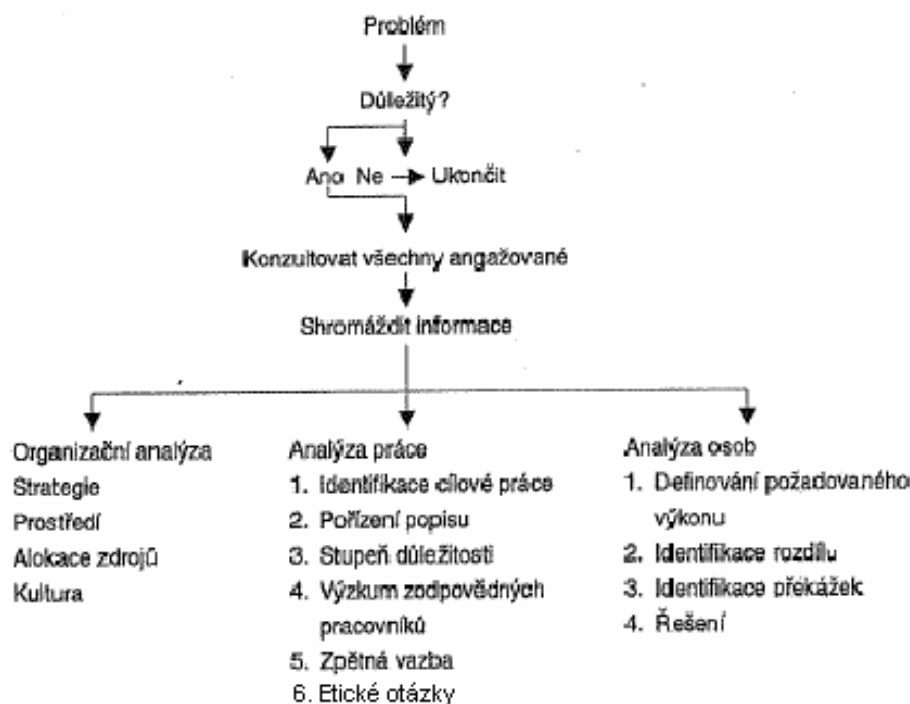 Problém
Důležitý?
Ano Ne Ukončit
Konzultovat všechny angažované
Shromáždit informace
Organizační analýza
Strategie
Prostředí
Alokace zdrojů
Kultura
Analýza práce
1. Identifikace cílové práce
2. Pořízení popisu
3. Stupeň důležitosti
4. Výzkum zodpovědných
pracovníků
5. Zpětná vazba
6. Etické otázky
Analýza osob
1. Definování požadovaného
výkonu
2. Identifikace rozdílu
3. Identifikace překážek
4. Řešení